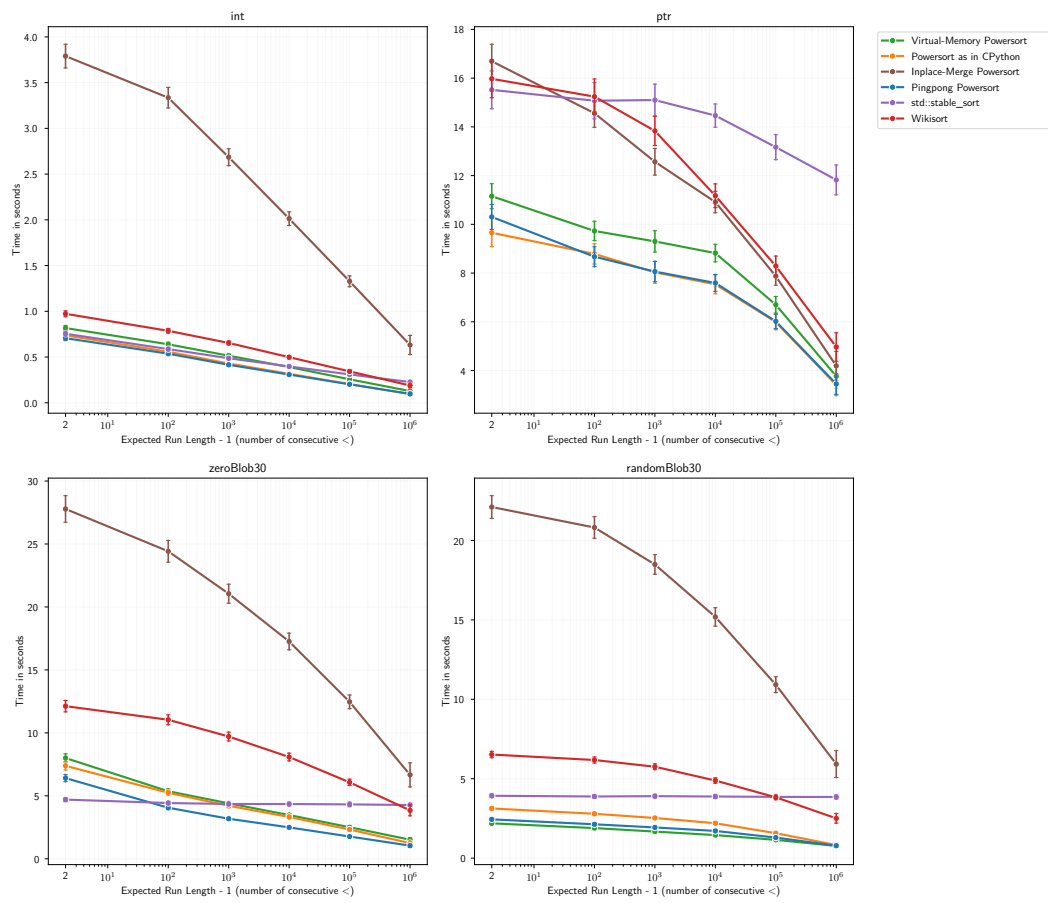 int
4.0
3.5
3.0
2.5
2.0
1.5
1.0
0.5
0.0
Time in seconds
2 10¹ 10² 10³ 10⁴ 10⁵ 10⁶
Expected Run Length - 1 (number of consecutive <)
ptr
18
16
14
12
10
8
6
4
Time in seconds
2 10¹ 10² 10³ 10⁴ 10⁵ 10⁶
Expected Run Length - 1 (number of consecutive <)
Virtual-Memory Powersort
Powersort as in CPython
Inplace-Merge Powersort
Pingpong Powersort
std::stable_sort
Wikisort
zeroBlob30
30
25
20
15
10
5
0
Time in seconds
2 10¹ 10² 10³ 10⁴ 10⁵ 10⁶
Expected Run Length - 1 (number of consecutive <)
randomBlob30
20
15
10
5
0
Time in seconds
2 10¹ 10² 10³ 10⁴ 10⁵ 10⁶
Expected Run Length - 1 (number of consecutive <)